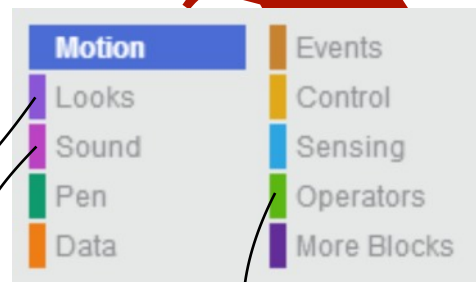 Motion
Looks
Sound
Pen
Data
Events
Control
Sensing
Operators
More Blocks